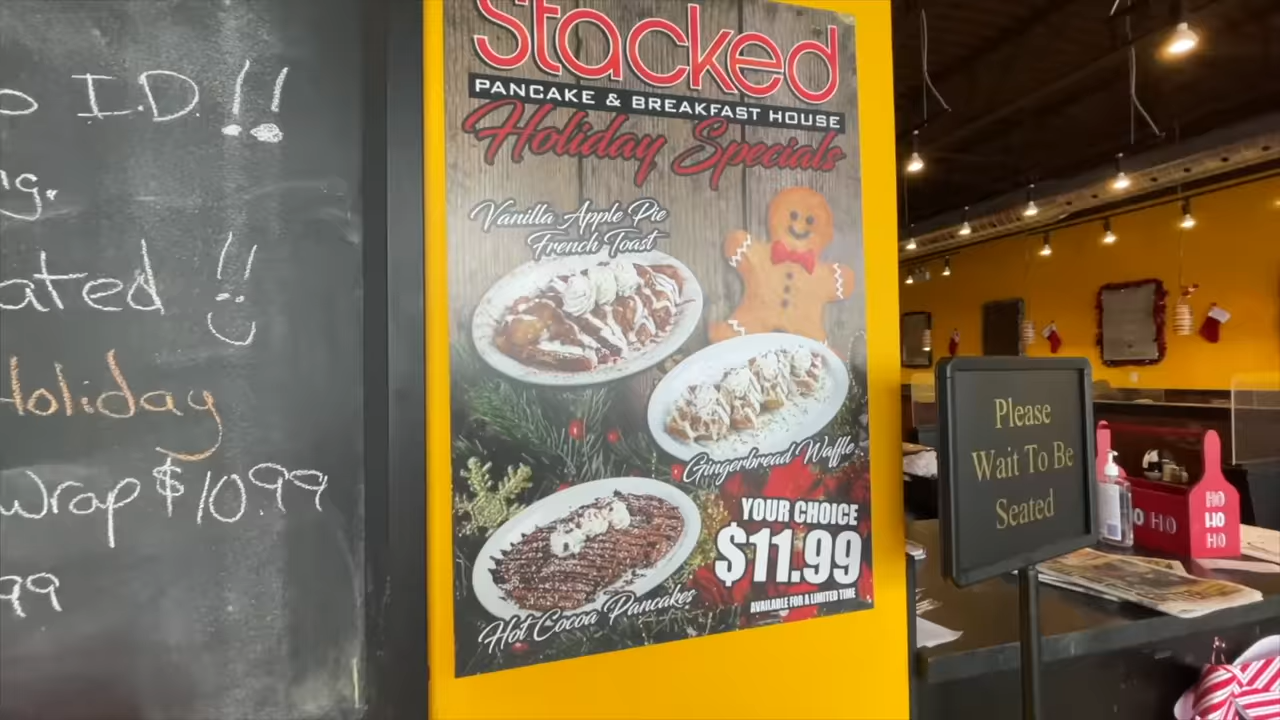 I.D. !!
ated !!
Holiday
Wrap $10.99
99
Stacked
PANCAKE & BREAKFAST HOUSE
Holiday Specials
Vanilla Apple Pie
French Toast
Gingerbread Waffle
YOUR CHOICE
$11.99
AVAILABLE FOR A LIMITED TIME
Hot Cocoa Pancakes
Please
Wait To Be
Seated
O HO
HO
HO
HO